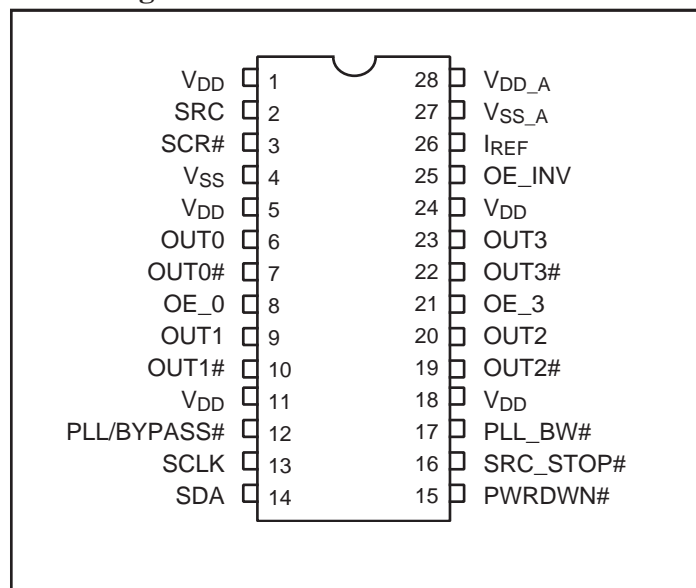 V_DD 1 28 V_DD_A
SRC 2 27 V_SS_A
SCR# 3 26 I_REF
V_SS 4 25 OE_INV
V_DD 5 24 V_DD
OUT0 6 23 OUT3
OUT0# 7 22 OUT3#
OE_0 8 21 OE_3
OUT1 9 20 OUT2
OUT1# 10 19 OUT2#
V_DD 11 18 V_DD
PLL/BYPASS# 12 17 PLL_BW#
SCLK 13 16 SRC_STOP#
SDA 14 15 PWRDWN#